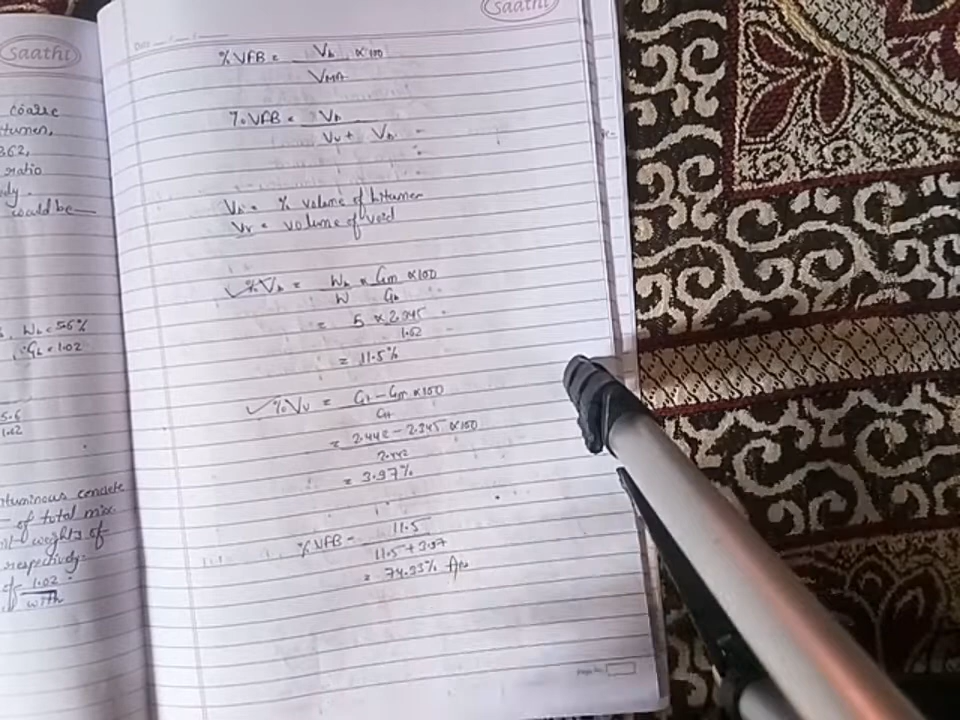 saathi
saathi
coarse
362,
ratio
would be
Wb = 5.6%
Gb = 1.02
5.6
1.02
bituminous concrete
of total mix
weights of
respectively.
of 1.02
with
% VFB = Vb × 100
VMA
% VFB = Vb
Vv + Vb
Vb = % volume of bitumen
Vv = volume of void
✓%Vb = Wb × Gm × 100
W Gb
= 5 × 2.345
1.02
= 11.5%
✓%Vv = Gt - Gm × 100
Gt
= 2.442 - 2.345 × 100
2.442
= 3.97%
% VFB = 11.5
11.5 + 3.97
= 74.33% Ans